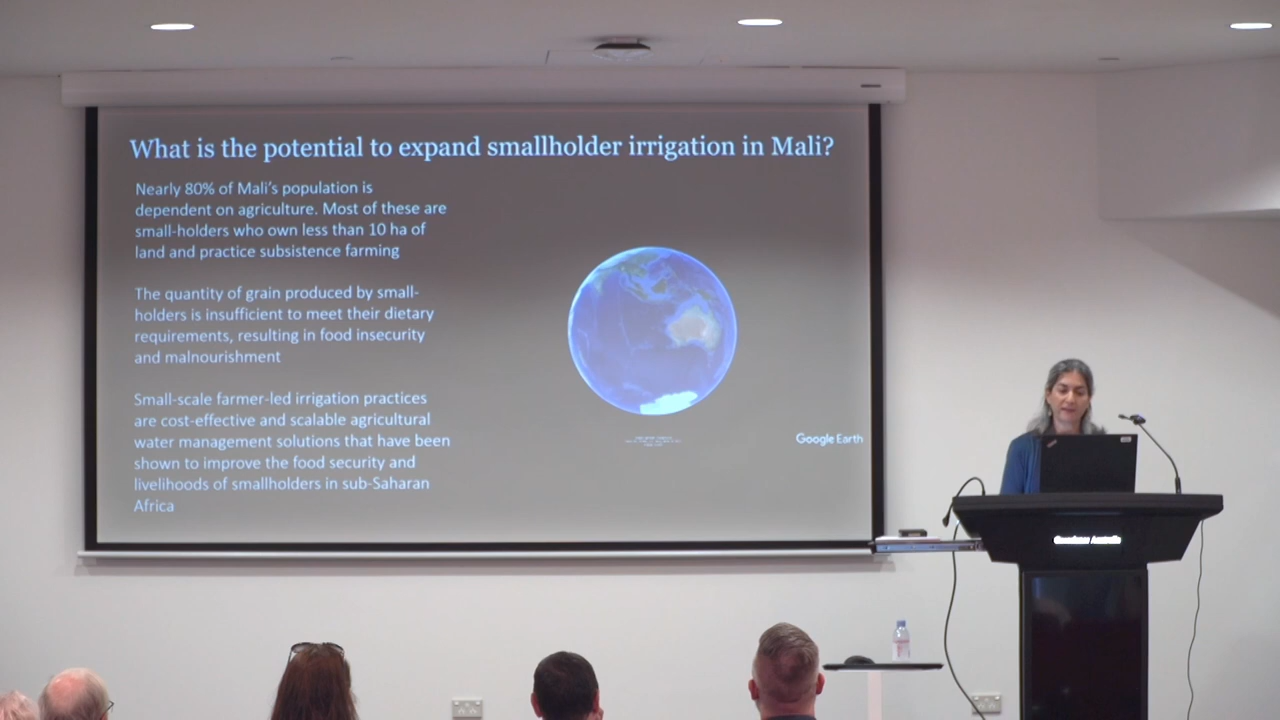 What is the potential to expand smallholder irrigation in Mali?
Nearly 80% of Mali's population is
dependent on agriculture. Most of these are
small-holders who own less than 10 ha of
land and practice subsistence farming
The quantity of grain produced by small-
holders is insufficient to meet their dietary
requirements, resulting in food insecurity
and malnourishment
Small-scale farmer-led irrigation practices
are cost-effective and scalable agricultural
water management solutions that have been
shown to improve the food security and
livelihoods of smallholders in sub-Saharan
Africa
Google Earth
Geoscience Australia